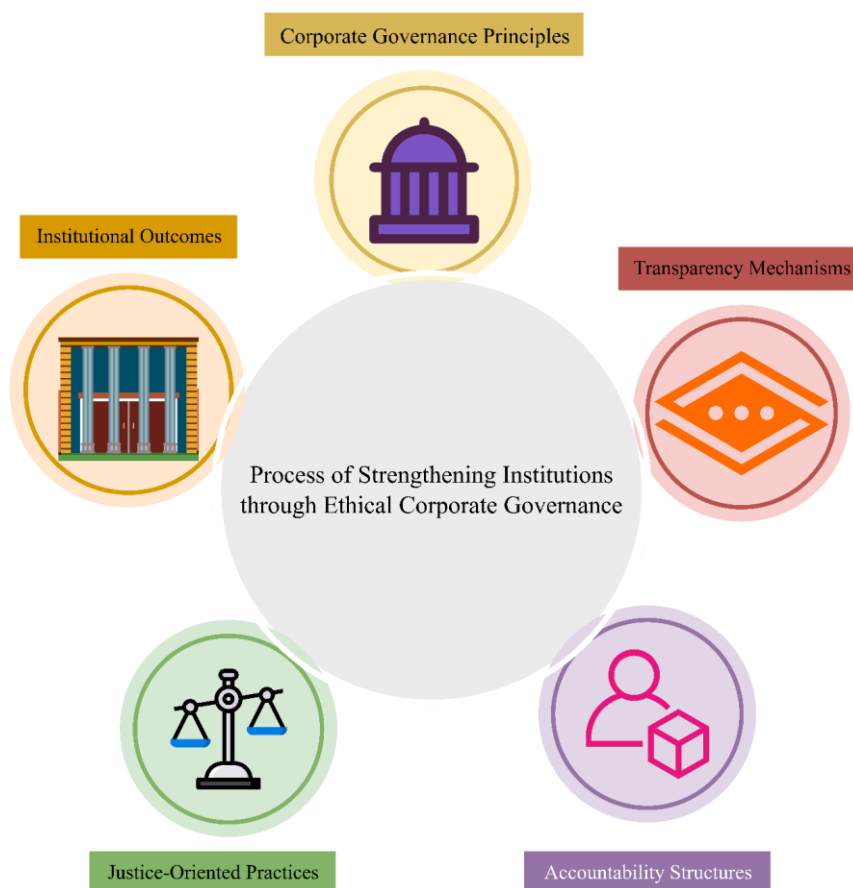 Corporate Governance Principles
Institutional Outcomes
Transparency Mechanisms
Process of Strengthening Institutions
through Ethical Corporate Governance
Justice-Oriented Practices
Accountability Structures